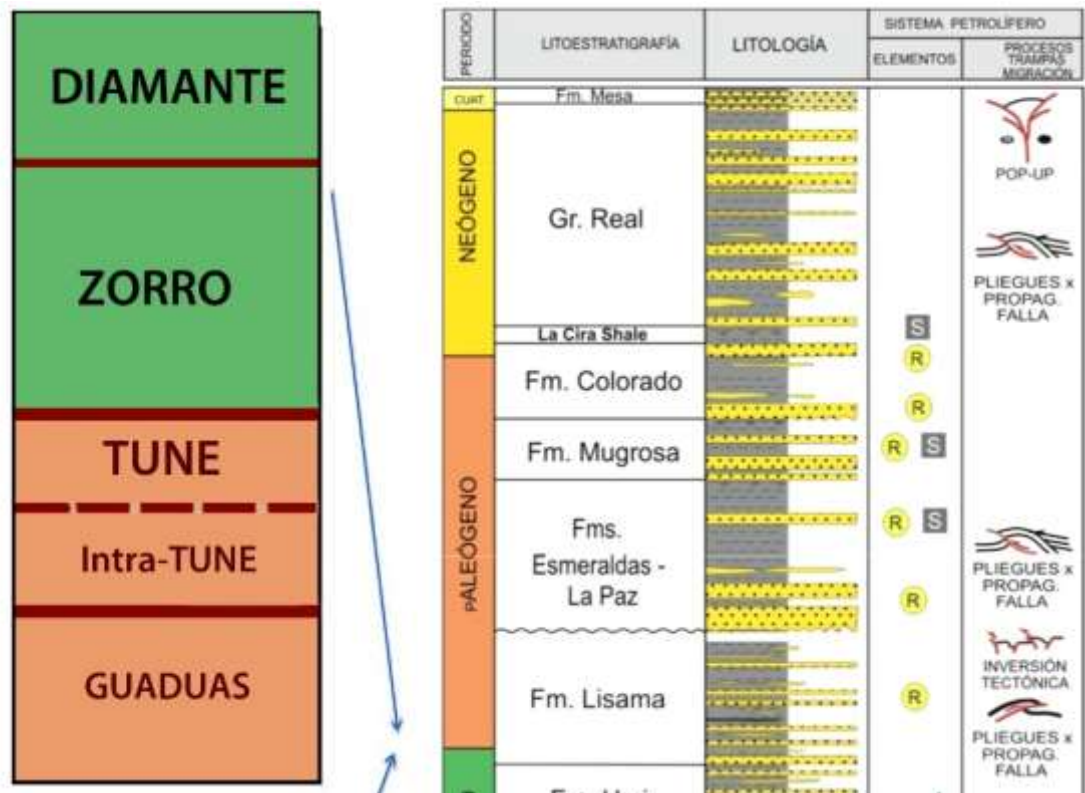 DIAMANTE
ZORRO
TUNE
Intra-TUNE
GUADUAS
PERIODO
LITOESTRATIGRAFÍA
LITOLOGÍA
SISTEMA PETROLÍFERO
ELEMENTOS
PROCESOS
TRAMPAS
MIGRACIÓN
CUAT.
Fm. Mesa
NEÓGENO
Gr. Real
POP-UP
PLIEGUES x
PROPAG.
FALLA
La Cira Shale
S
R
PALEÓGENO
Fm. Colorado
R
Fm. Mugrosa
R S
Fms.
Esmeraldas -
La Paz
R S
R
PLIEGUES x
PROPAG.
FALLA
Fm. Lisama
R
INVERSIÓN
TECTÓNICA
PLIEGUES x
PROPAG.
FALLA